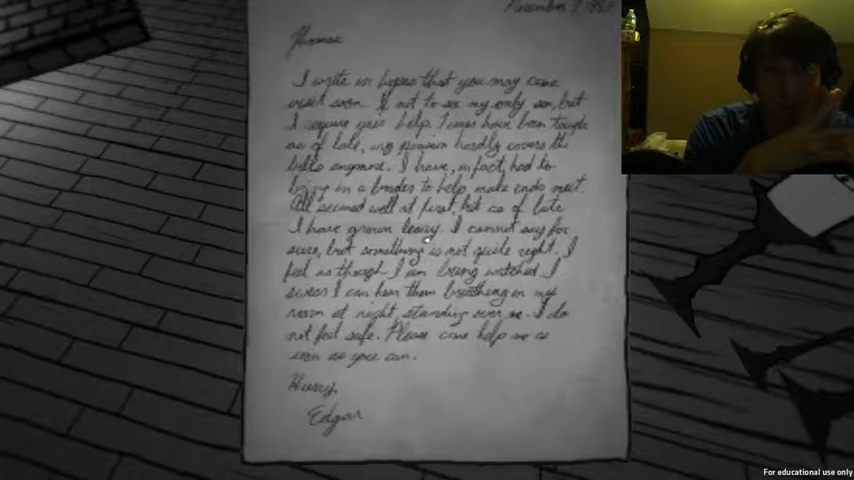 November 7 1867
Thomas
I write in hopes that you may come
visit soon. If not to see my only son, but
I require your help. Times have been tough
as of late, my pension hardly covers the
bills anymore. I have, in fact, had to
bring in a boarder to help make ends meet.
All seemed well at first, but as of late
I have grown leary. I cannot say for
sure, but something is not quite right. I
feel as though I am being watched. I
swear I can hear them breathing in my
room at night, standing over me. I do
not feel safe. Please come help me as
soon as you can.
Hurry,
Edgar
For educational use only